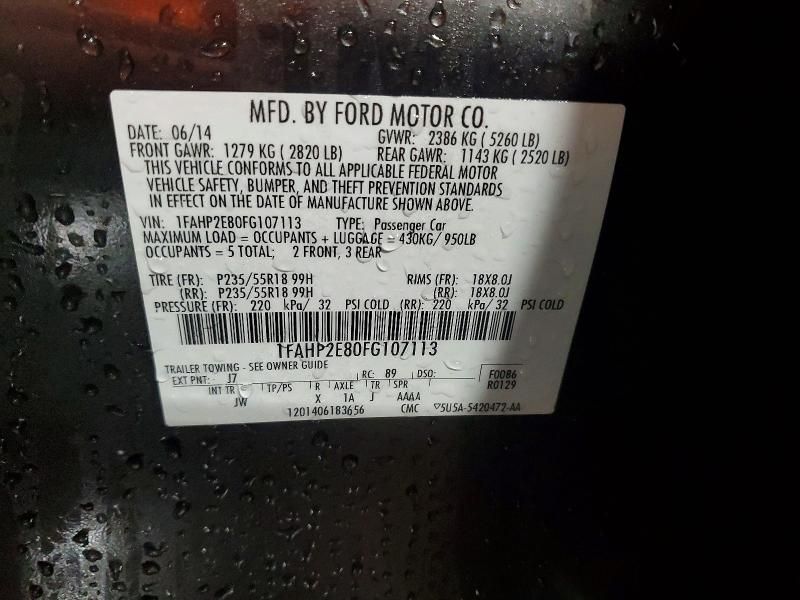 MFD. BY FORD MOTOR CO.
DATE: 06/14 GVWR: 2386 KG ( 5260 LB)
FRONT GAWR: 1279 KG ( 2820 LB) REAR GAWR: 1143 KG ( 2520 LB)
THIS VEHICLE CONFORMS TO ALL APPLICABLE FEDERAL MOTOR
VEHICLE SAFETY, BUMPER, AND THEFT PREVENTION STANDARDS
IN EFFECT ON THE DATE OF MANUFACTURE SHOWN ABOVE.
VIN: 1FAHP2E80FG107113 TYPE: Passenger Car
MAXIMUM LOAD = OCCUPANTS + LUGGAGE = 430KG/ 950LB
OCCUPANTS = 5 TOTAL; 2 FRONT, 3 REAR
TIRE (FR): P235/55R18 99H RIMS (FR): 18X8.0J
(RR): P235/55R18 99H (RR): 18X8.0J
PRESSURE (FR): 220 kPa/ 32 PSI COLD (RR): 220 kPa/ 32 PSI COLD
1FAHP2E80FG107113
TRAILER TOWING - SEE OWNER GUIDE
EXT PNT: J7 RC: 89 DSO: F0086
R0129
INT TR TP/PS R AXLE TR SPR
JW X 1A J AAAA
1201406183656 CMC ▽5U5A-5420472-AA